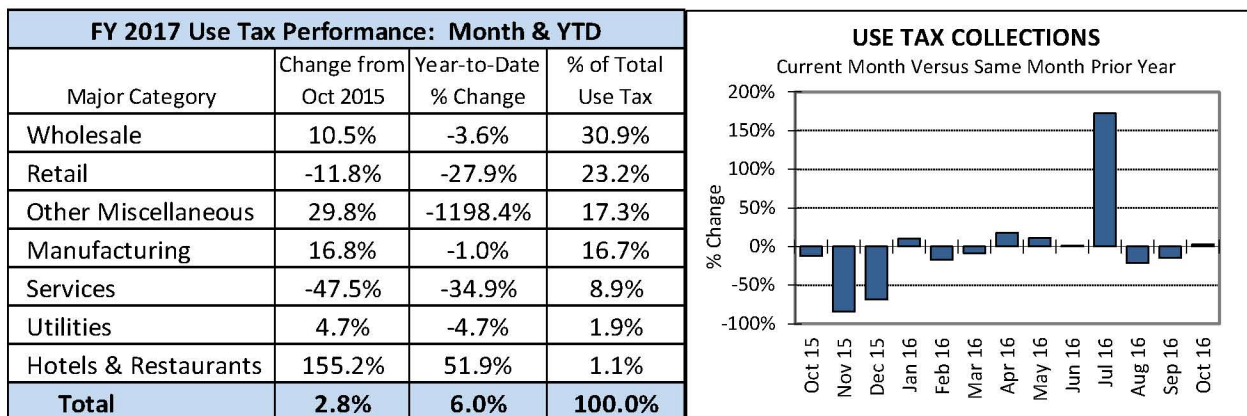 FY 2017 Use Tax Performance: Month & YTD
Major Category Change from Oct 2015 Year-to-Date % Change % of Total Use Tax
Wholesale 10.5% -3.6% 30.9%
Retail -11.8% -27.9% 23.2%
Other Miscellaneous 29.8% -1198.4% 17.3%
Manufacturing 16.8% -1.0% 16.7%
Services -47.5% -34.9% 8.9%
Utilities 4.7% -4.7% 1.9%
Hotels & Restaurants 155.2% 51.9% 1.1%
Total 2.8% 6.0% 100.0%
USE TAX COLLECTIONS
Current Month Versus Same Month Prior Year
% Change
200%
150%
100%
50%
0%
-50%
-100%
Oct 15
Nov 15
Dec 15
Jan 16
Feb 16
Mar 16
Apr 16
May 16
Jun 16
Jul 16
Aug 16
Sep 16
Oct 16